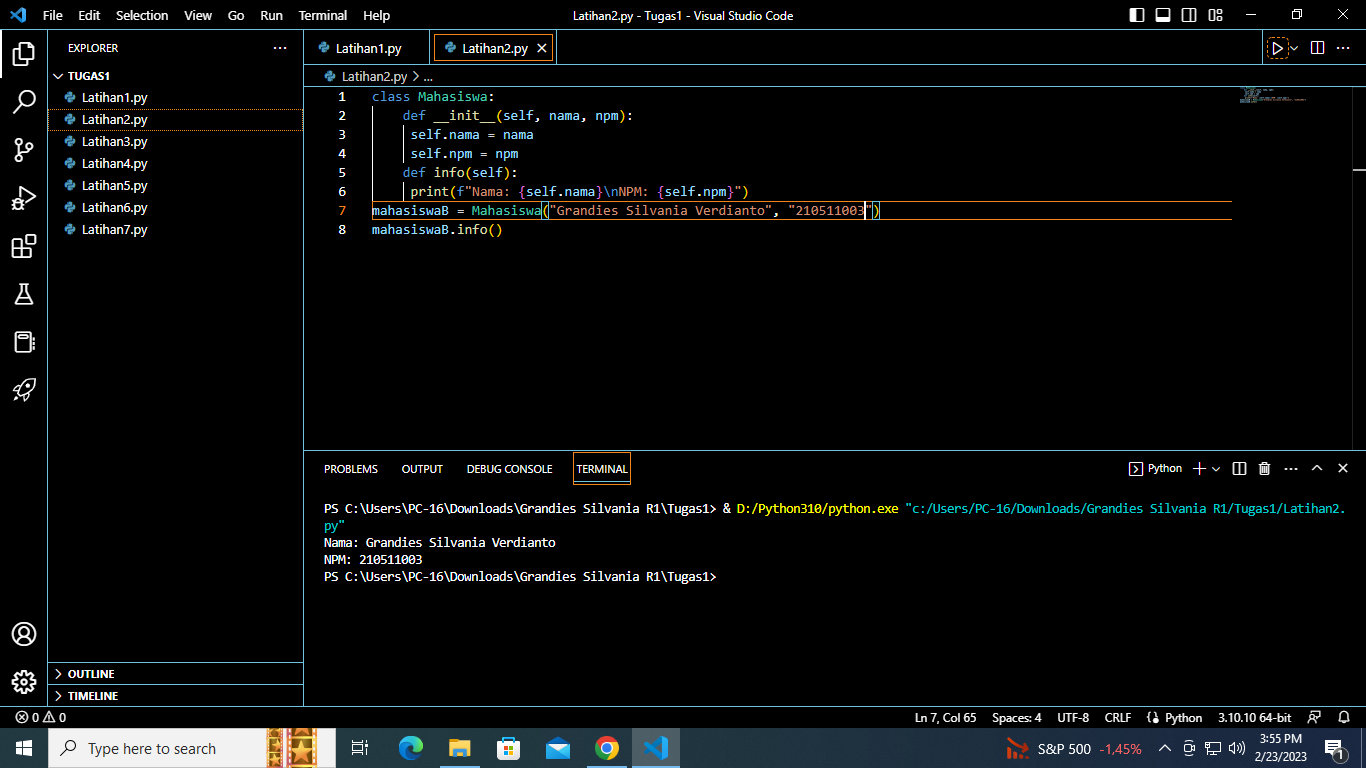 File Edit Selection View Go Run Terminal Help
Latihan2.py - Tugas1 - Visual Studio Code
EXPLORER
TUGAS1
Latihan1.py
Latihan2.py
Latihan3.py
Latihan4.py
Latihan5.py
Latihan6.py
Latihan7.py
OUTLINE
TIMELINE
Latihan1.py Latihan2.py
Latihan2.py > ...
1 class Mahasiswa:
2 def __init__(self, nama, npm):
3 self.nama = nama
4 self.npm = npm
5 def info(self):
6 print(f"Nama: {self.nama}\nNPM: {self.npm}")
7 mahasiswaB = Mahasiswa("Grandies Silvania Verdianto", "210511003")
8 mahasiswaB.info()
PROBLEMS OUTPUT DEBUG CONSOLE TERMINAL
Python
PS C:\Users\PC-16\Downloads\Grandies Silvania R1\Tugas1> & D:/Python310/python.exe "c:/Users/PC-16/Downloads/Grandies Silvania R1/Tugas1/Latihan2.
py"
Nama: Grandies Silvania Verdianto
NPM: 210511003
PS C:\Users\PC-16\Downloads\Grandies Silvania R1\Tugas1>
0 0
Ln 7, Col 65 Spaces: 4 UTF-8 CRLF Python 3.10.10 64-bit
Type here to search
S&P 500 -1,45%
3:55 PM
2/23/2023
1